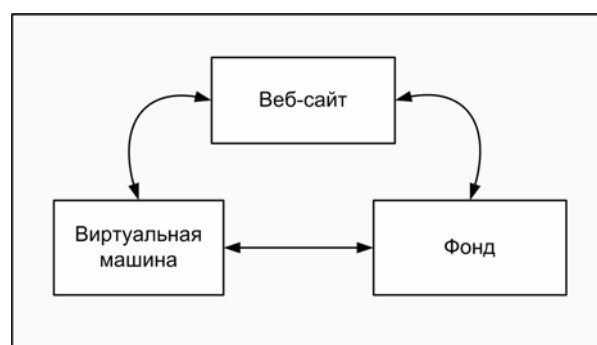 Веб-сайт
Виртуальная
машина
Фонд